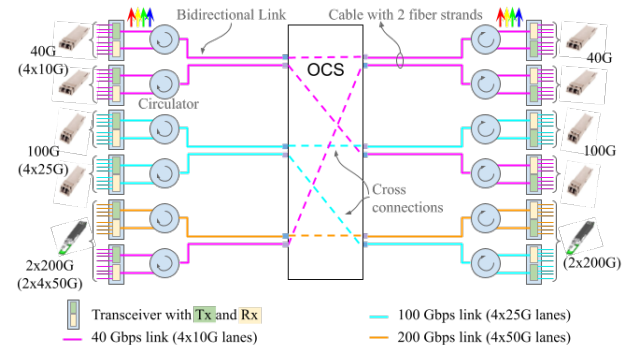 Bidirectional Link
Cable with 2 fiber strands
40G
(4x10G)
OCS
40G
Circulator
100G
(4x25G)
100G
Cross
connections
2x200G
(2x4x50G)
(2x200G)
Transceiver with Tx and Rx
100 Gbps link (4x25G lanes)
40 Gbps link (4x10G lanes)
200 Gbps link (4x50G lanes)